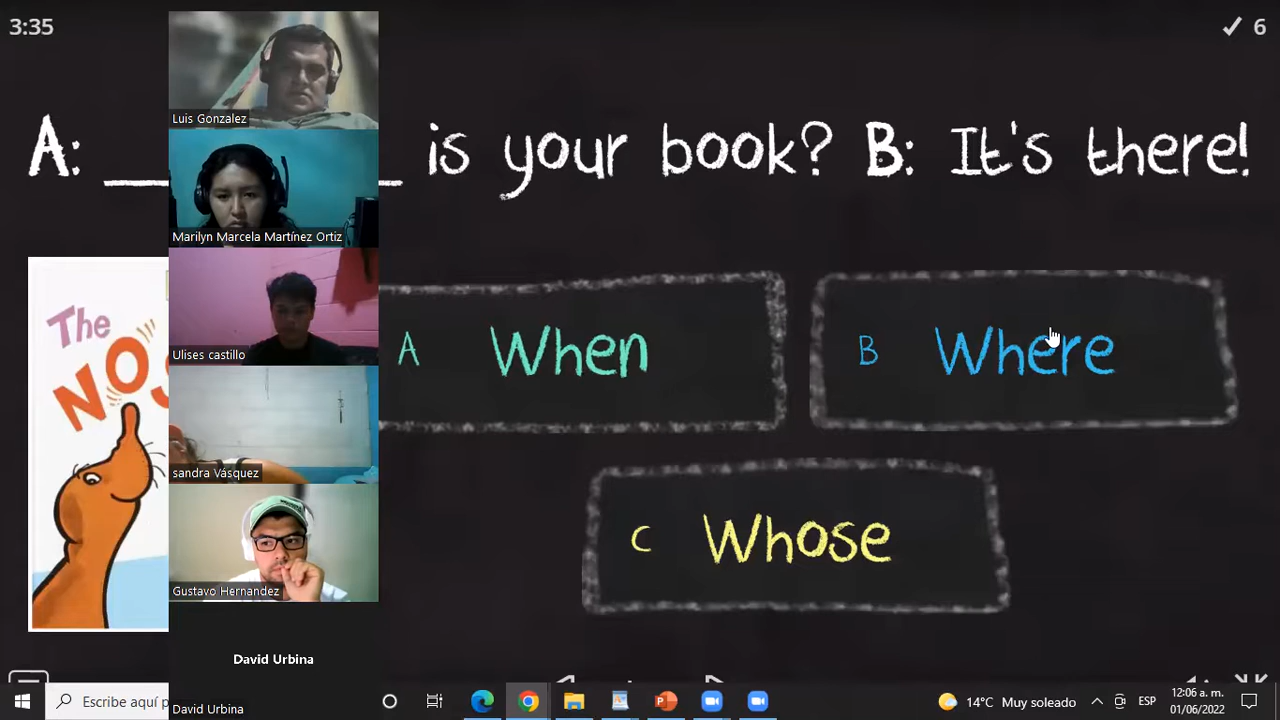 3:35
✓ 6
A: ______ is your book? B: It's there!
The
NOS
A When
B Where
C Whose
Luis Gonzalez
Marilyn Marcela Martínez Ortiz
Ulises castillo
sandra Vásquez
Gustavo Hernandez
David Urbina
David Urbina
Escribe aquí p
14°C Muy soleado
ESP
12:06 a. m.
01/06/2022